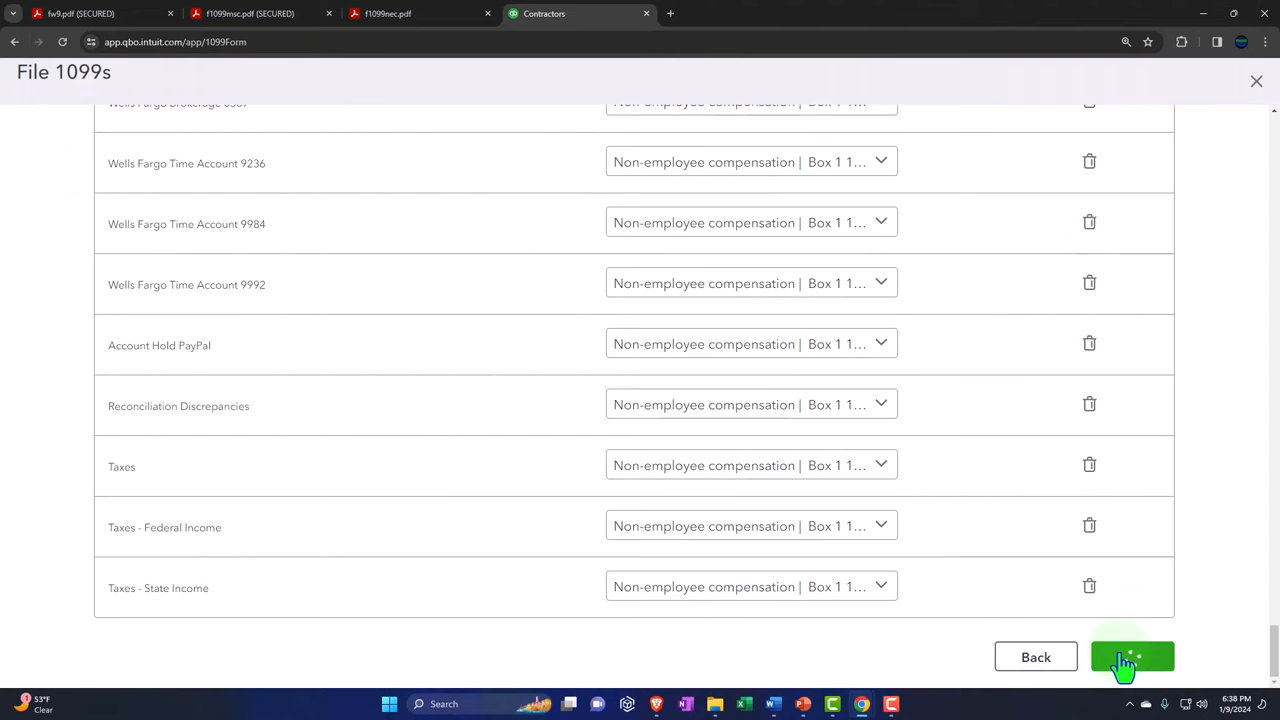 fw9.pdf (SECURED)
f1099msc.pdf (SECURED)
f1099nec.pdf
Contractors
app.qbo.intuit.com/app/1099Form
File 1099s
Wells Fargo Time Account 9236
Non-employee compensation | Box 1 1...
Wells Fargo Time Account 9984
Non-employee compensation | Box 1 1...
Wells Fargo Time Account 9992
Non-employee compensation | Box 1 1...
Account Hold PayPal
Non-employee compensation | Box 1 1...
Reconciliation Discrepancies
Non-employee compensation | Box 1 1...
Taxes
Non-employee compensation | Box 1 1...
Taxes - Federal Income
Non-employee compensation | Box 1 1...
Taxes - State Income
Non-employee compensation | Box 1 1...
Back
1
53°F
Clear
Search
6:38 PM
1/9/2024